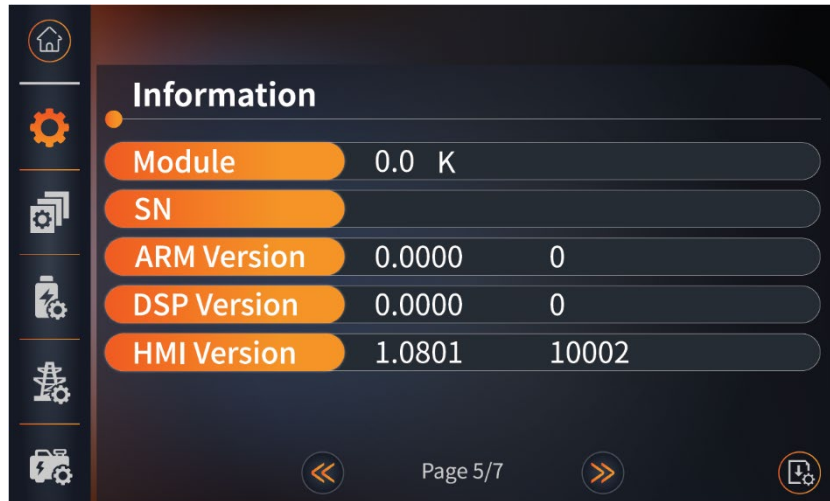 Information
Module 0.0 K
SN
ARM Version 0.0000 0
DSP Version 0.0000 0
HMI Version 1.0801 10002
Page 5/7